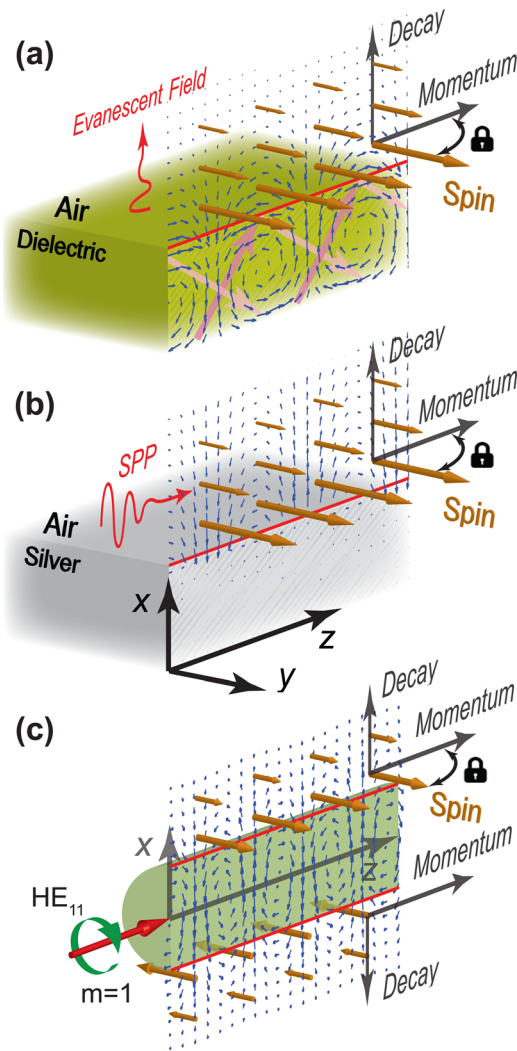 (a)
Decay
Momentum
Evanescent Field
Spin
Air
Dielectric
(b)
Decay
Momentum
SPP
Spin
Air
Silver
x
z
y
(c)
Decay
Momentum
Spin
x
z
Momentum
HE11
m=1
Decay